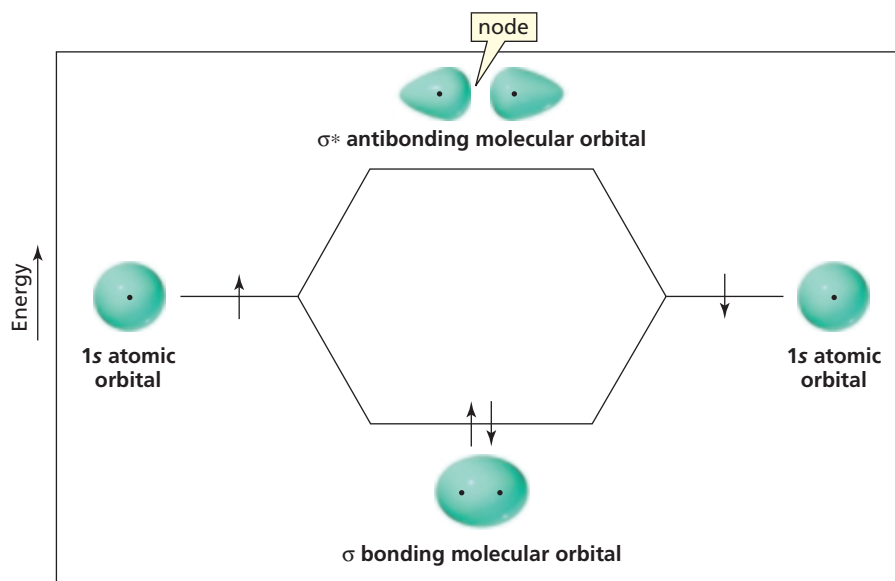 node
σ* antibonding molecular orbital
Energy
1s atomic
orbital
1s atomic
orbital
σ bonding molecular orbital